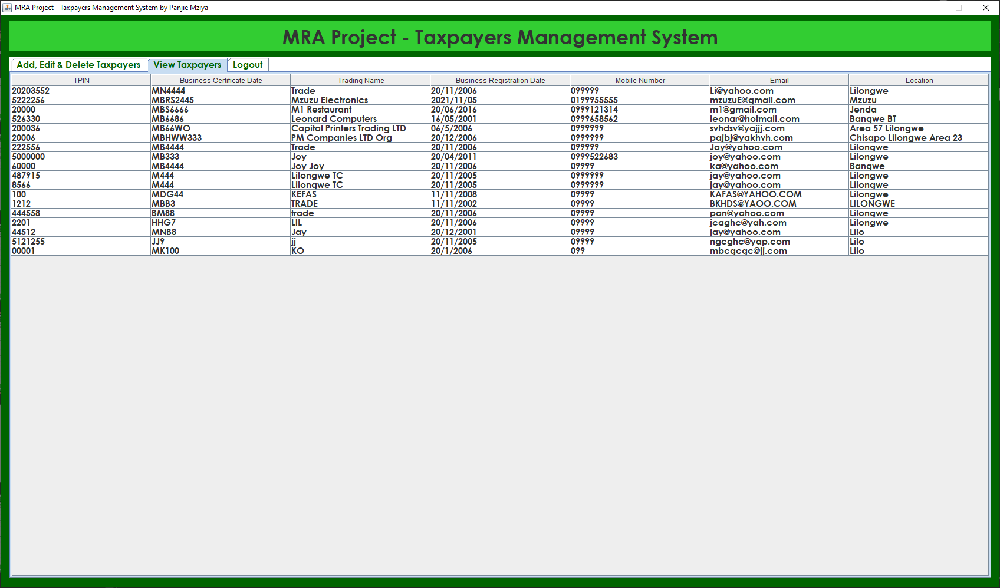 MRA Project - Taxpayers Management System by Panjie Mziya
MRA Project - Taxpayers Management System
Add, Edit & Delete Taxpayers View Taxpayers Logout
TPIN Business Certificate Date Trading Name Business Registration Date Mobile Number Email Location
20203552 MN4444 Trade 20/11/2006 099999 Li@yahoo.com Lilongwe
5222256 MBRS2445 Mzuzu Electronics 2021/11/05 0199955555 mzuzuE@gmail.com Mzuzu
20000 MBS6666 M1 Restaurant 20/06/2016 0999121314 m1@gmail.com Jenda
526330 MB6686 Leonard Computers 16/05/2001 0999658562 leonar@hotmail.com Bangwe BT
200036 MB66WO Capital Printers Trading LTD 06/5/2006 0999999 svhdsv@yajjj.com Area 57 Lilongwe
20006 MBHWW333 PM Companies LTD Org 20/12/2006 0999999 pajbj@yakhvh.com Chisapo Lilongwe Area 23
222556 MB4444 Trade 20/11/2006 099999 Jay@yahoo.com Lilongwe
5000000 MB333 Joy 20/04/2011 0999522683 joy@yahoo.com Lilongwe
60000 MB4444 Joy Joy 20/11/2006 09999 ka@yahoo.com Bangwe
487915 M444 Lilongwe TC 20/11/2005 0999999 jay@yahoo.com Lilongwe
8566 M444 Lilongwe TC 20/11/2005 0999999 jay@yahoo.com Lilongwe
100 MDG44 KEFAS 11/11/2008 09999 KAFAS@YAHOO.COM Lilongwe
1212 MBB3 TRADE 11/11/2002 09999 BKHDS@YAOO.COM LILONGWE
444558 BM88 trade 20/11/2006 09999 pan@yahoo.com Lilongwe
2201 HHG7 LIL 20/11/2006 09999 jcaghc@yah.com Lilongwe
44512 MNB8 Jay 20/12/2001 09999 jay@yahoo.com Lilo
5121255 JJ9 jj 20/11/2005 09999 ngcghc@yap.com Lilo
00001 MK100 KO 20/1/2006 099 mbcgcgc@jj.com Lilo